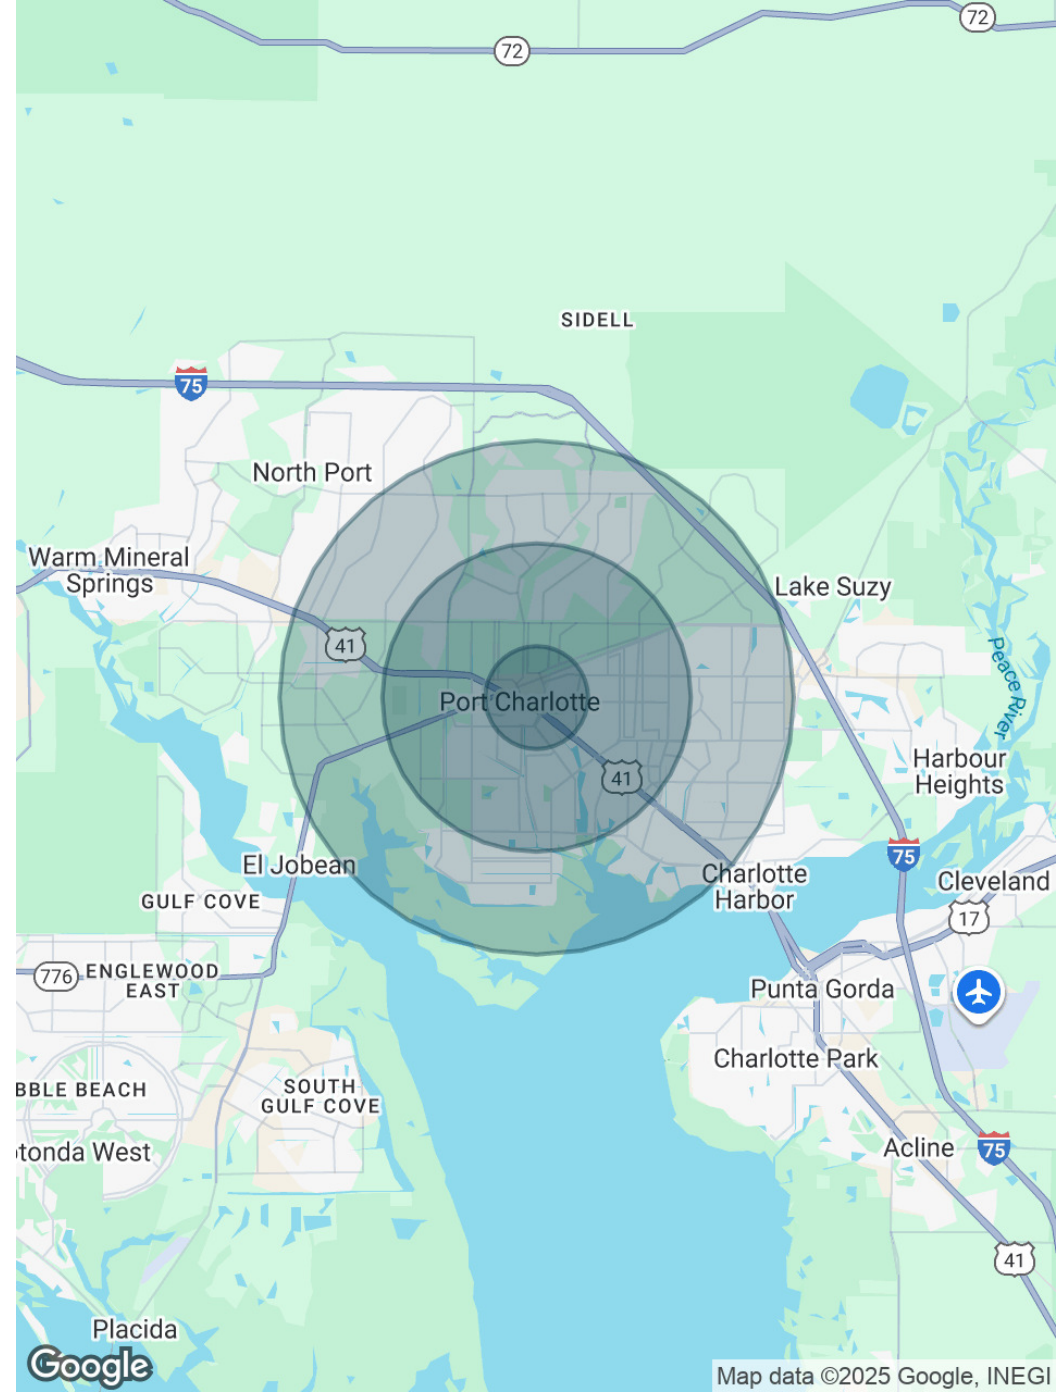 72
72
SIDELL
75
North Port
Warm Mineral
Springs
Lake Suzy
41
Peace River
Port Charlotte
41
Harbour
Heights
75
El Jobean
Charlotte
Harbor
Cleveland
GULF COVE
17
776
ENGLEWOOD
EAST
Punta Gorda
Charlotte Park
BBLE BEACH
SOUTH
GULF COVE
otonda West
Acline
75
41
Placida
Google
Map data ©2025 Google, INEGI